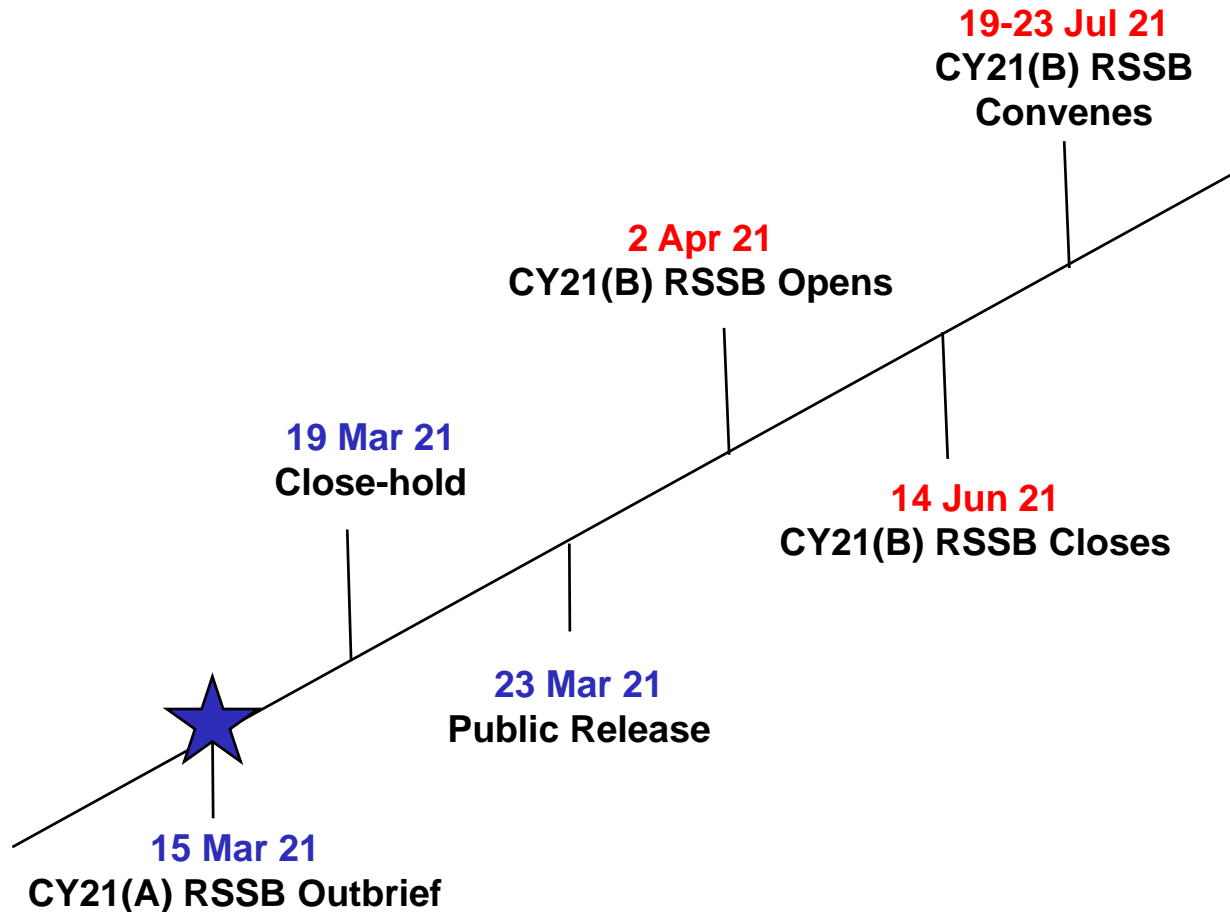 19-23 Jul 21
CY21(B) RSSB
Convenes
2 Apr 21
CY21(B) RSSB Opens
19 Mar 21
Close-hold
14 Jun 21
CY21(B) RSSB Closes
23 Mar 21
Public Release
15 Mar 21
CY21(A) RSSB Outbrief